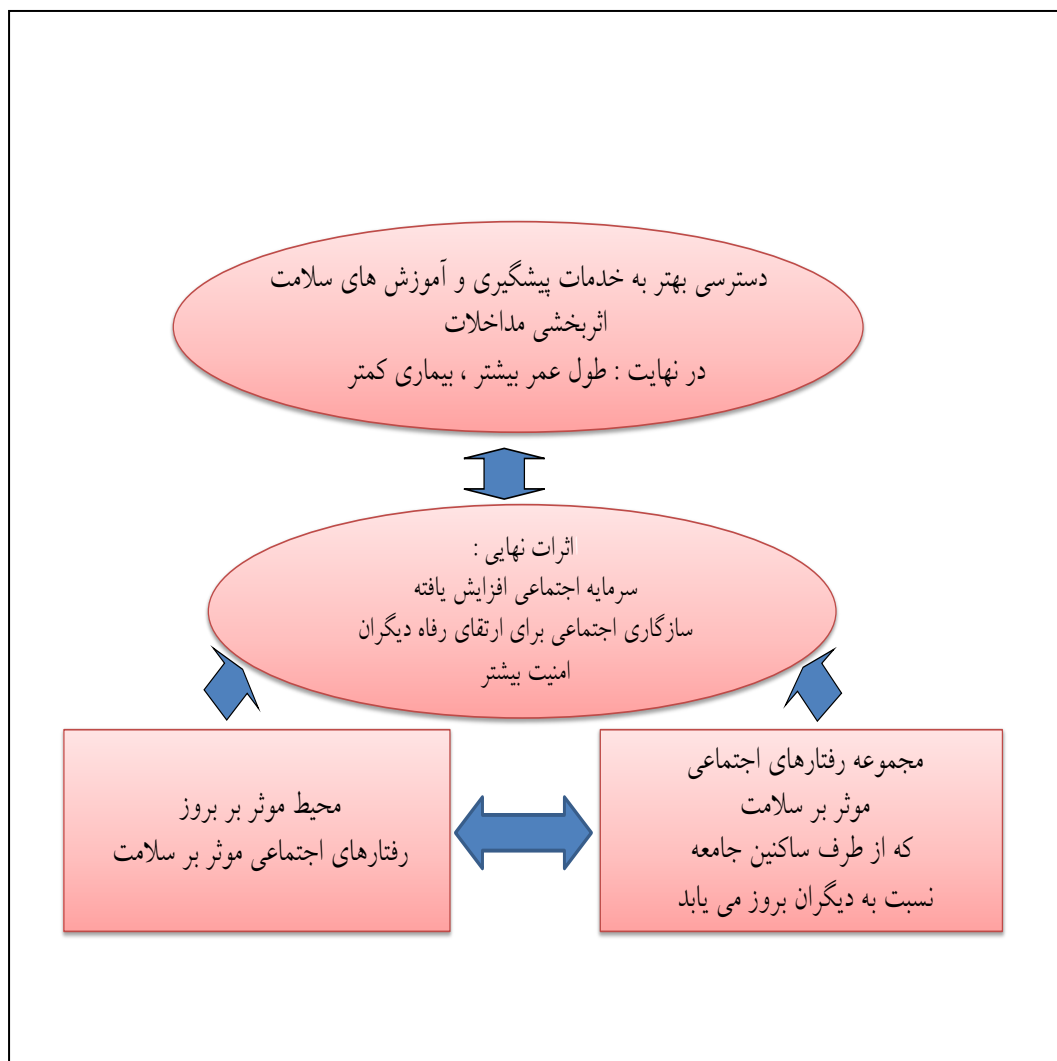 دسترسی بهتر به خدمات پیشگیری و آموزش های سلامت
اثربخشی مداخلات
در نهایت : طول عمر بیشتر ، بیماری کمتر
اثرات نهایی :
سرمایه اجتماعی افزایش یافته
سازگاری اجتماعی برای ارتقای رفاه دیگران
امنیت بیشتر
مجموعه رفتارهای اجتماعی
موثر بر سلامت
که از طرف ساکنین جامعه
نسبت به دیگران بروز می یابد
محیط موثر بر بروز
رفتارهای اجتماعی موثر بر سلامت